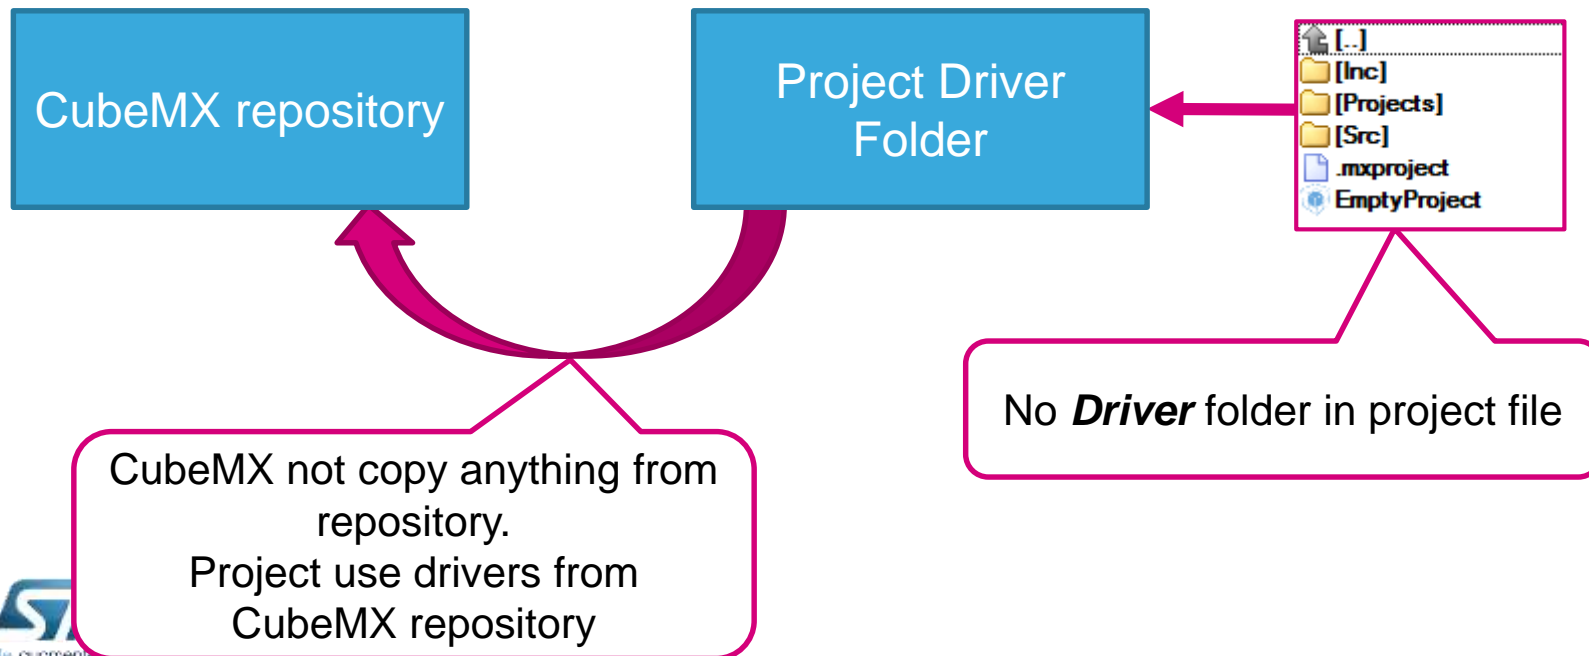 CubeMX repository
Project Driver
Folder
[..]
[Inc]
[Projects]
[Src]
.mxproject
EmptyProject
No Driver folder in project file
CubeMX not copy anything from
repository.
Project use drivers from
CubeMX repository
ST